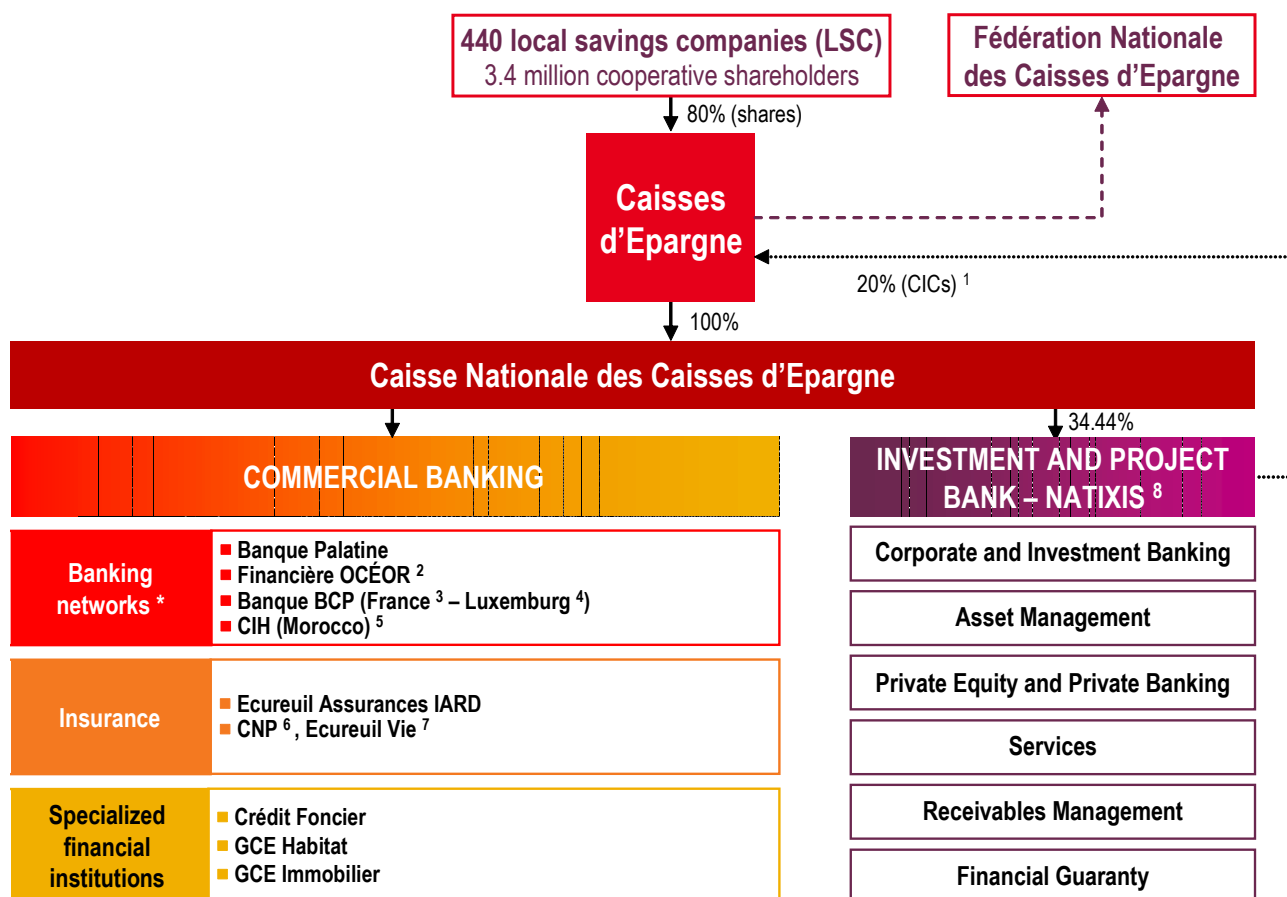 440 local savings companies (LSC)
3.4 million cooperative shareholders
Fédération Nationale
des Caisses d'Epargne
80% (shares)
Caisses
d'Epargne
20% (CICs) 1
100%
Caisse Nationale des Caisses d'Epargne
34.44%
COMMERCIAL BANKING
Banking
networks *
Banque Palatine
Financière OCÉOR 2
Banque BCP (France 3 – Luxemburg 4)
CIH (Morocco) 5
Insurance
Ecureuil Assurances IARD
CNP 6 , Ecureuil Vie 7
Specialized
financial
institutions
Crédit Foncier
GCE Habitat
GCE Immobilier
INVESTMENT AND PROJECT
BANK – NATIXIS 8
Corporate and Investment Banking
Asset Management
Private Equity and Private Banking
Services
Receivables Management
Financial Guaranty